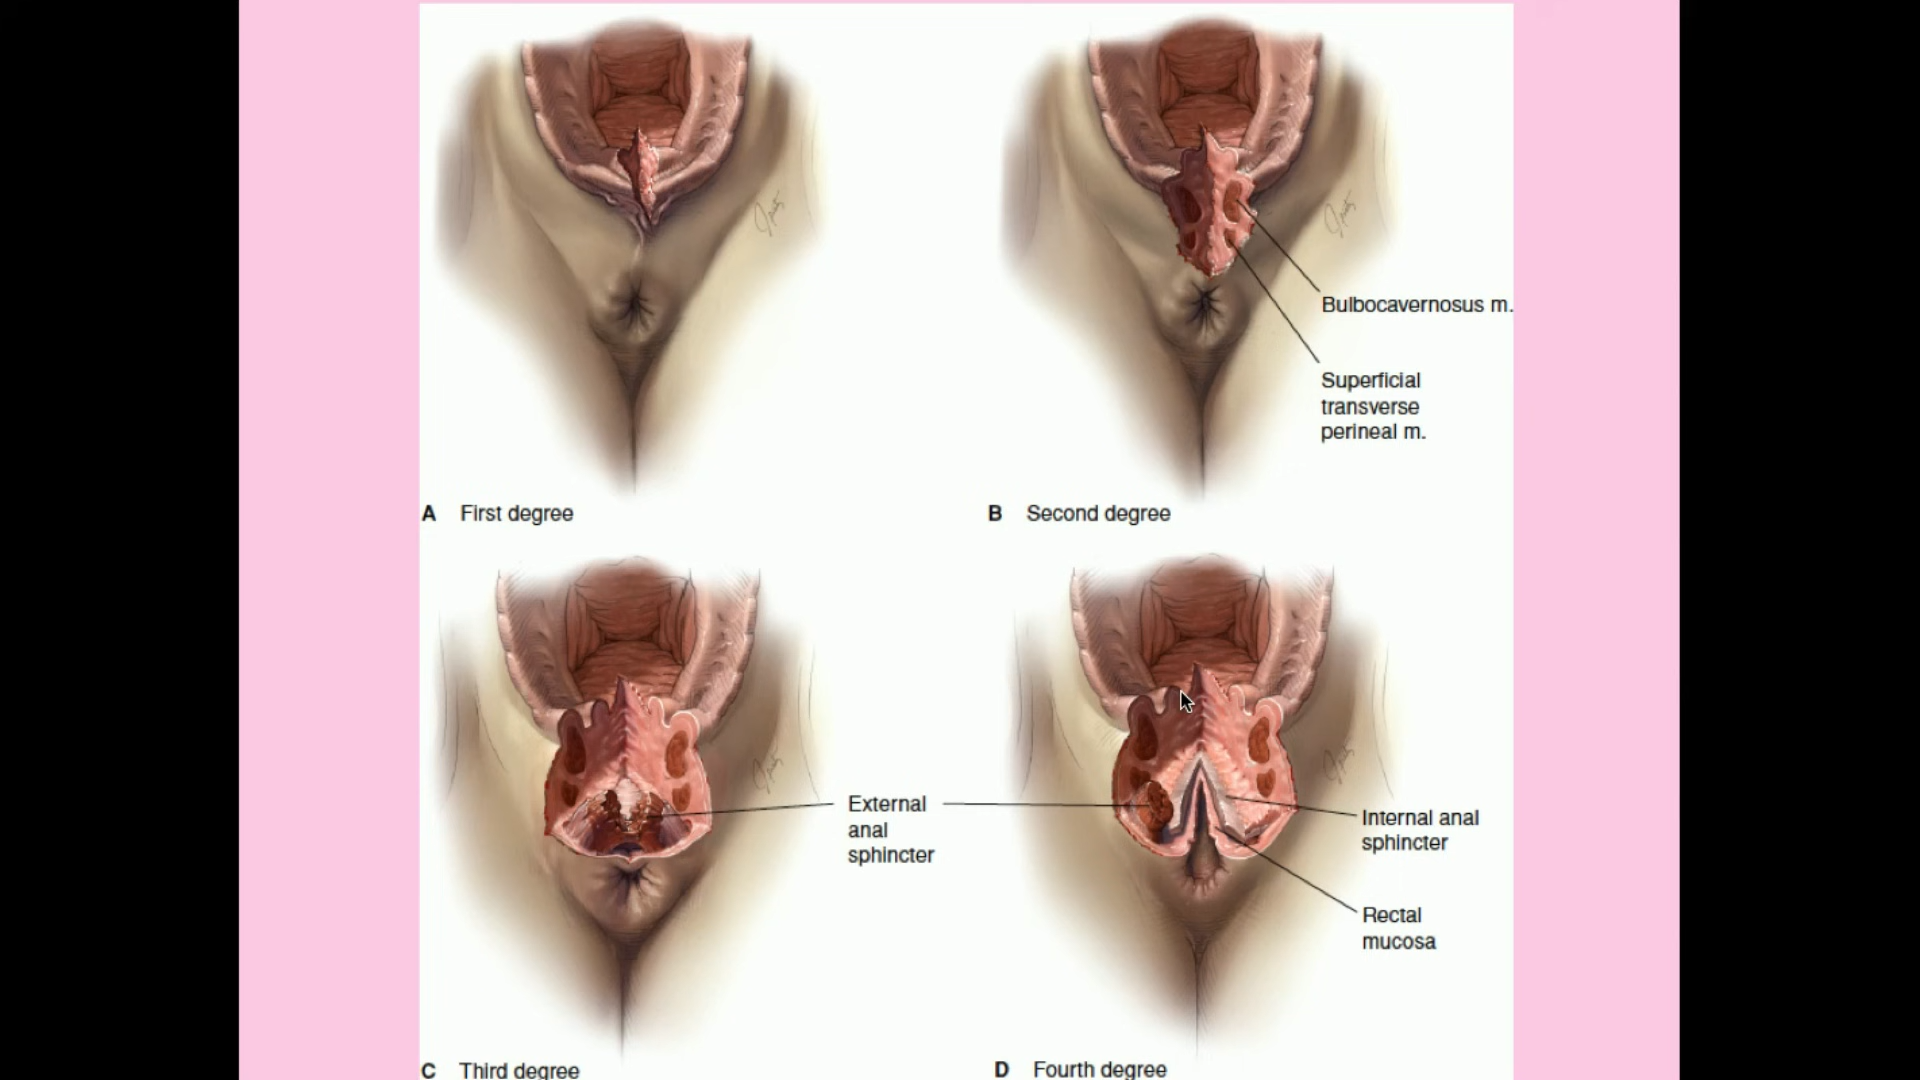 Bulbocavernosus m.
Superficial
transverse
perineal m.
A First degree
B Second degree
External
anal
sphincter
Internal anal
sphincter
Rectal
mucosa
C Third degree
D Fourth degree